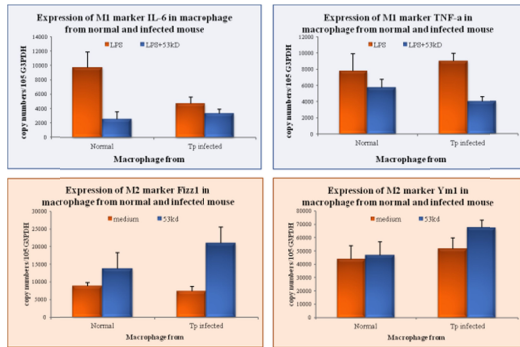 Expression of M1 marker IL-6 in macrophage
from normal and infected mouse
LPS
LPS+53kD
copy numbers/105 G3PDH
14000
12000
10000
8000
6000
4000
2000
0
Normal
Tp infected
Macrophage from
Expression of M1 marker TNF-a in
macrophage from normal and infected mouse
LPS
LPS+53kD
copy numbers/105 G3PDH
12000
10000
8000
6000
4000
2000
0
Normal
Tp infected
Macrophage from
Expression of M2 marker Fizz1 in
macrophage from normal and infected mouse
medium
53kd
copy numbers/105 G3PDH
30000
25000
20000
15000
10000
5000
0
Normal
Tp infected
Macrophage from
Expression of M2 marker Ym1 in
macrophage from normal and infected mouse
medium
53kd
copy numbers/105 G3PDH
80000
70000
60000
50000
40000
30000
20000
10000
0
Normal
Tp infected
Macrophage from